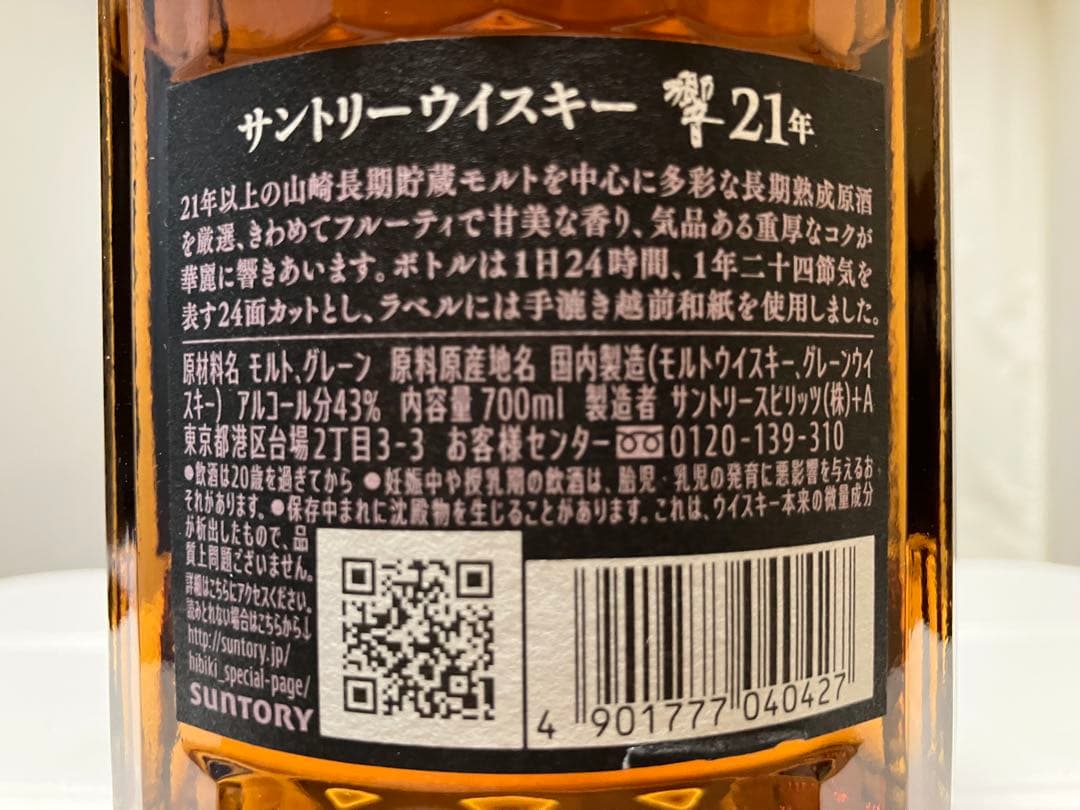 サントリーウイスキー 響 21年
21年以上の山崎長期貯蔵モルトを中心に多彩な長期熟成原酒
を厳選、きわめてフルーティで甘美な香り、気品ある重厚なコクが
華麗に響きあいます。ボトルは1日24時間、1年二十四節気を
表す24面カットとし、ラベルには手漉き越前和紙を使用しました。
原材料名 モルト、グレーン 原料原産地名 国内製造(モルトウイスキー、グレーンウイ
スキー) アルコール分43% 内容量 700ml 製造者 サントリースピリッツ(株)+A
東京都港区台場2丁目3-3 お客様センター 0120-139-310
●飲酒は20歳を過ぎてから ●妊娠中や授乳期の飲酒は、胎児・乳児の発育に悪影響を与えるお
それがあります。●保存中まれに沈殿物を生じることがあります。これは、ウイスキー本来の微量成分
が析出したもので、品
質上問題ございません。
詳細はこちらにアクセスください。
読みとれない場合はこちらから↓
http://suntory.jp/
hibiki_special-page/
SUNTORY
4 901777 040427